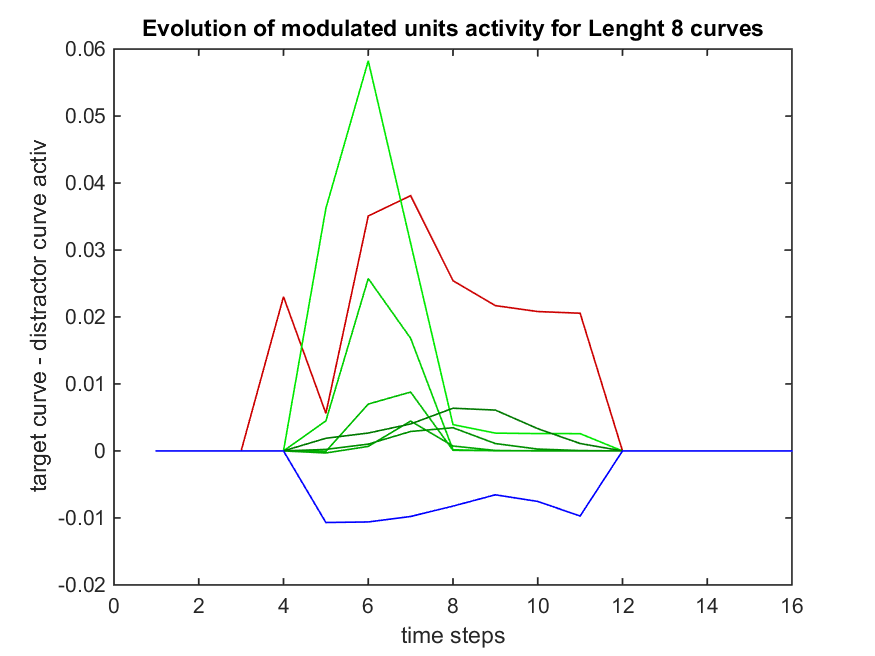 Evolution of modulated units activity for Lenght 8 curves
0.06
0.05
0.04
0.03
0.02
0.01
0
-0.01
-0.02
target curve - distractor curve activ
0 2 4 6 8 10 12 14 16
time steps